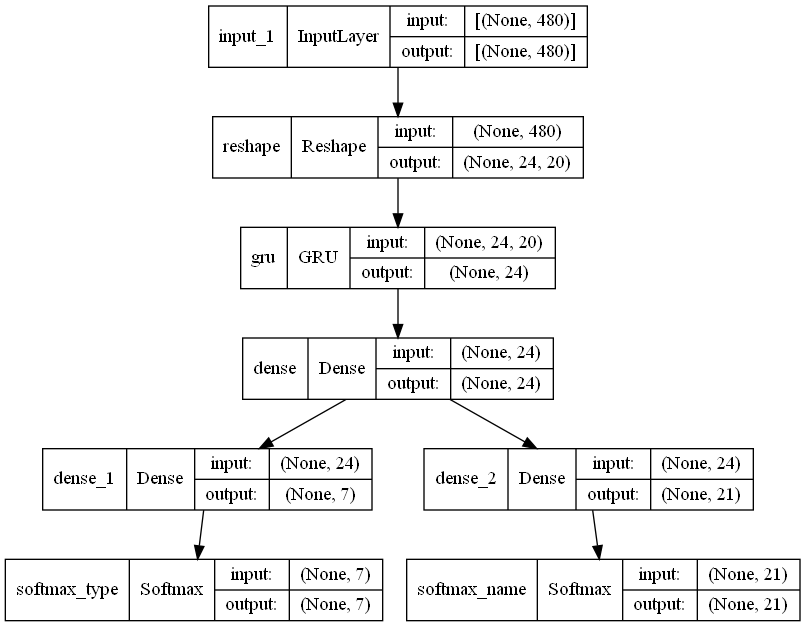 input_1 InputLayer input: [(None, 480)]
output: [(None, 480)]
reshape Reshape input: (None, 480)
output: (None, 24, 20)
gru GRU input: (None, 24, 20)
output: (None, 24)
dense Dense input: (None, 24)
output: (None, 24)
dense_1 Dense input: (None, 24)
output: (None, 7)
dense_2 Dense input: (None, 24)
output: (None, 21)
softmax_type Softmax input: (None, 7)
output: (None, 7)
softmax_name Softmax input: (None, 21)
output: (None, 21)